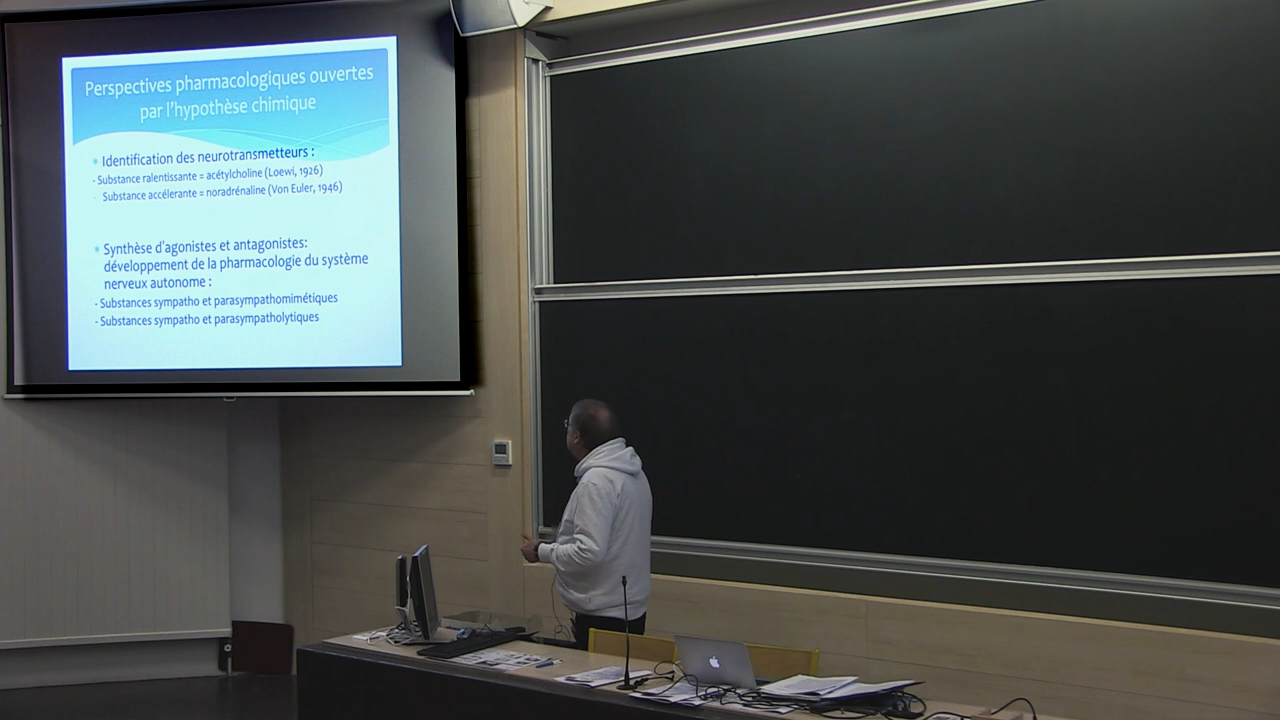 Perspectives pharmacologiques ouvertes
par l'hypothèse chimique
Identification des neurotransmetteurs :
- Substance ralentissante = acétylcholine (Loewi, 1926)
- Substance accélerante = noradrénaline (Von Euler, 1946)
Synthèse d'agonistes et antagonistes:
développement de la pharmacologie du système
nerveux autonome :
- Substances sympatho et parasympathomimétiques
- Substances sympatho et parasympatholytiques